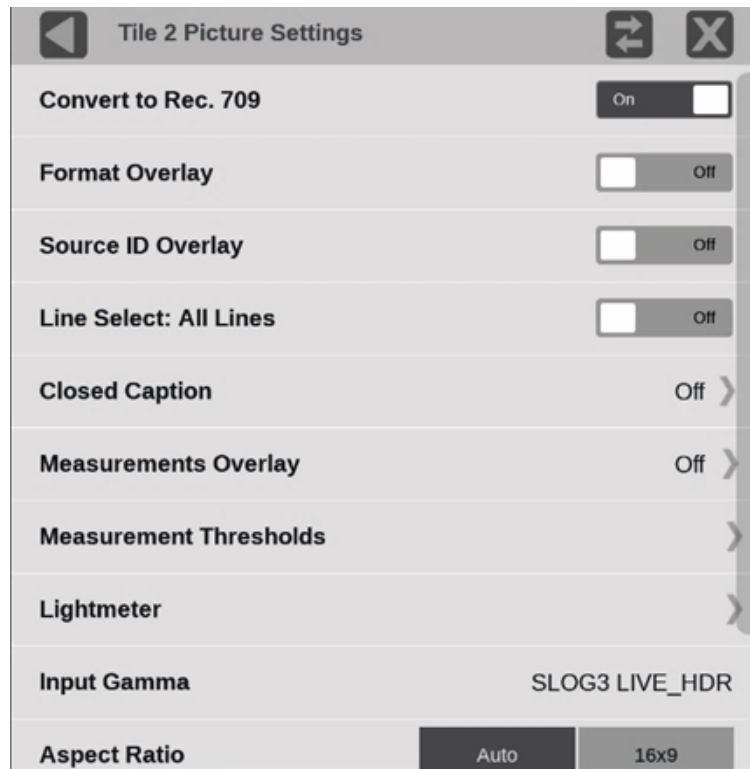 Tile 2 Picture Settings
Convert to Rec. 709 On
Format Overlay Off
Source ID Overlay Off
Line Select: All Lines Off
Closed Caption Off
Measurements Overlay Off
Measurement Thresholds
Lightmeter
Input Gamma SLOG3 LIVE_HDR
Aspect Ratio Auto 16x9